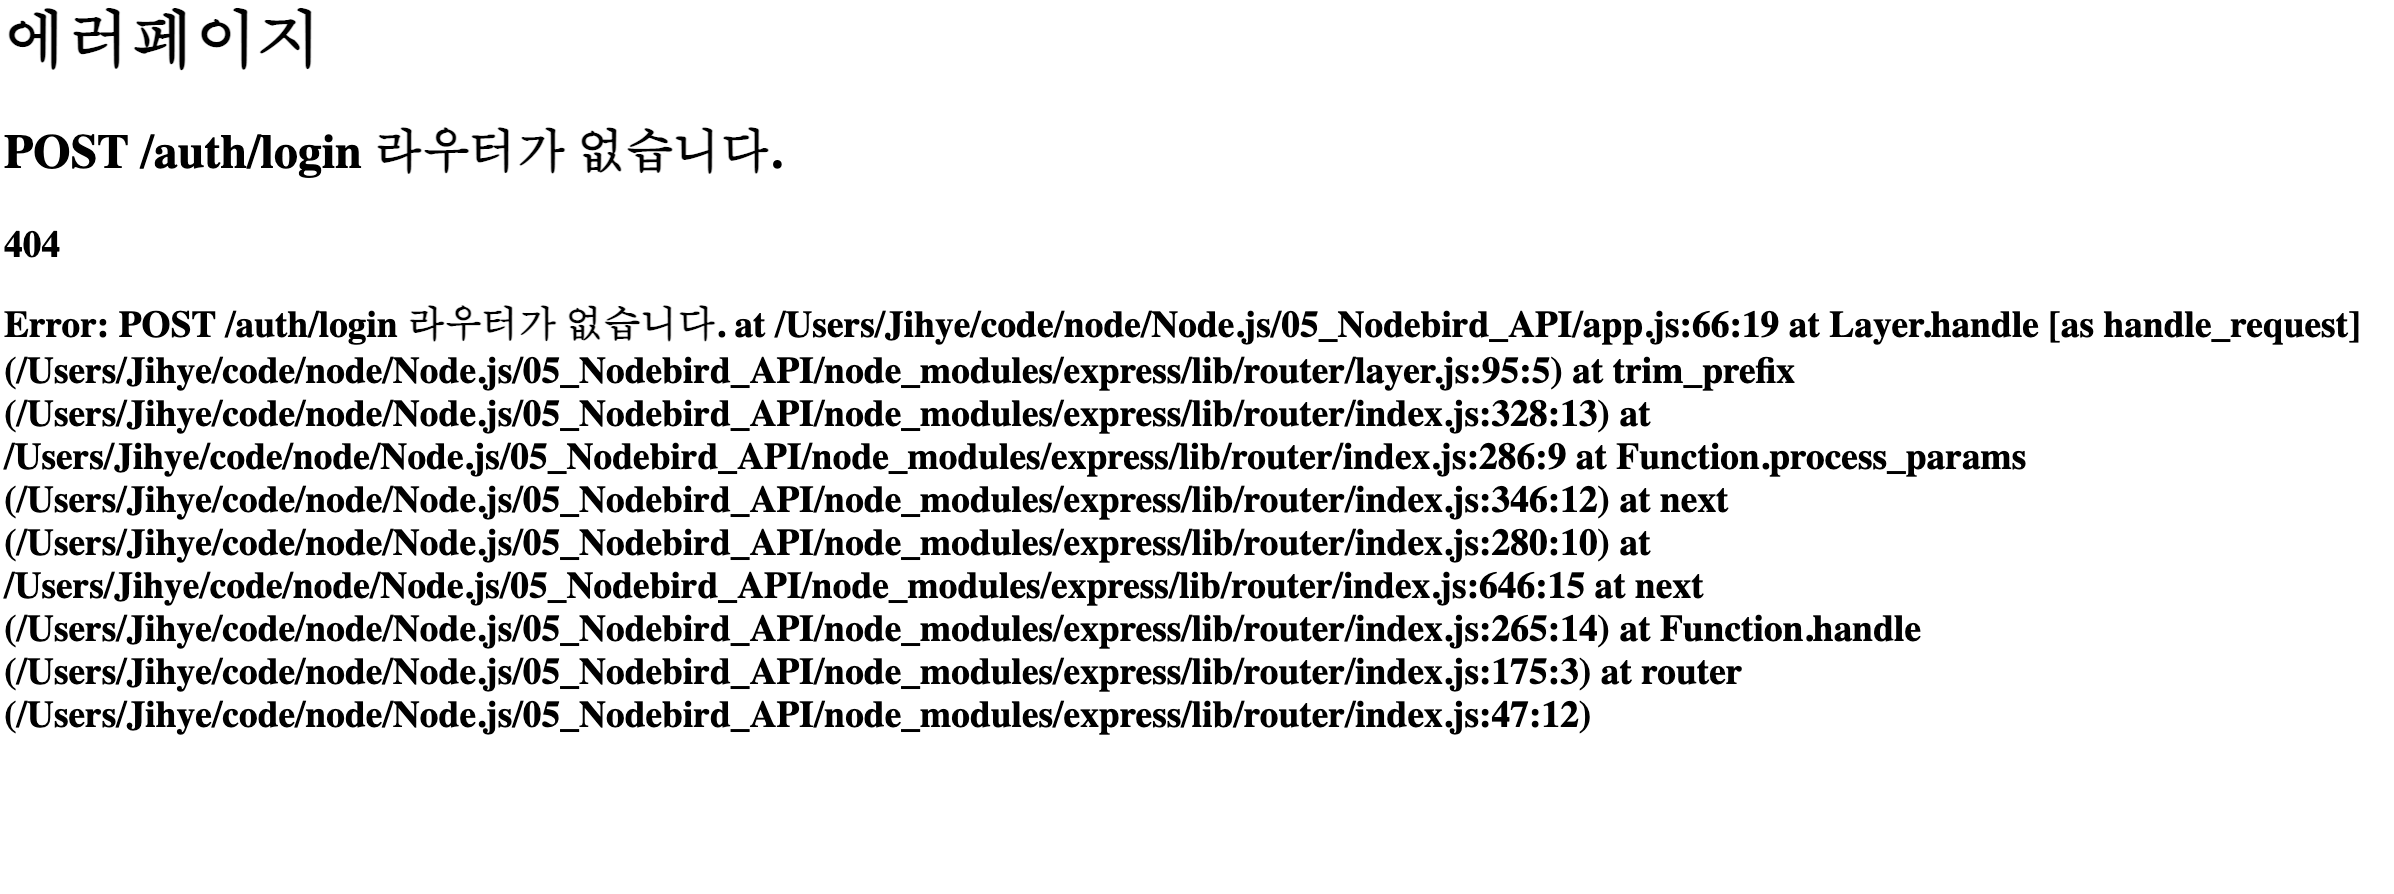 에러페이지
POST /auth/login 라우터가 없습니다.
404
Error: POST /auth/login 라우터가 없습니다. at /Users/Jihye/code/node/Node.js/05_Nodebird_API/app.js:66:19 at Layer.handle [as handle_request]
(/Users/Jihye/code/node/Node.js/05_Nodebird_API/node_modules/express/lib/router/layer.js:95:5) at trim_prefix
(/Users/Jihye/code/node/Node.js/05_Nodebird_API/node_modules/express/lib/router/index.js:328:13) at
/Users/Jihye/code/node/Node.js/05_Nodebird_API/node_modules/express/lib/router/index.js:286:9 at Function.process_params
(/Users/Jihye/code/node/Node.js/05_Nodebird_API/node_modules/express/lib/router/index.js:346:12) at next
(/Users/Jihye/code/node/Node.js/05_Nodebird_API/node_modules/express/lib/router/index.js:280:10) at
/Users/Jihye/code/node/Node.js/05_Nodebird_API/node_modules/express/lib/router/index.js:646:15 at next
(/Users/Jihye/code/node/Node.js/05_Nodebird_API/node_modules/express/lib/router/index.js:265:14) at Function.handle
(/Users/Jihye/code/node/Node.js/05_Nodebird_API/node_modules/express/lib/router/index.js:175:3) at router
(/Users/Jihye/code/node/Node.js/05_Nodebird_API/node_modules/express/lib/router/index.js:47:12)